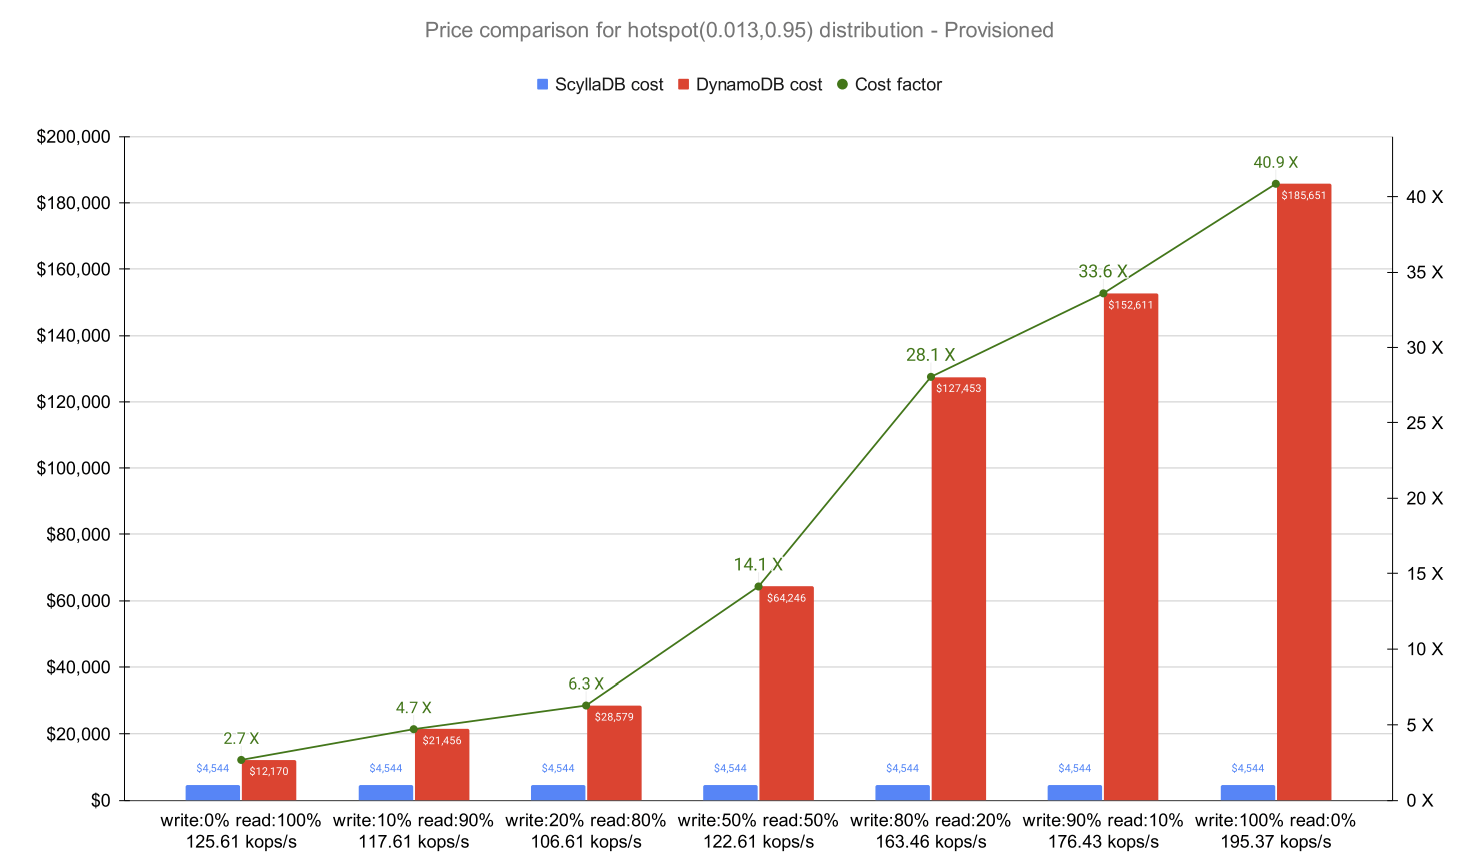 Price comparison for hotspot(0.013,0.95) distribution - Provisioned
ScyllaDB cost DynamoDB cost Cost factor
$200,000
$180,000
$160,000
$140,000
$120,000
$100,000
$80,000
$60,000
$40,000
$20,000
$0
2.7 X
4.7 X
6.3 X
14.1 X
28.1 X
33.6 X
40.9 X
$4,544 $12,170
$4,544 $21,456
$4,544 $28,579
$4,544 $64,246
$4,544 $127,453
$4,544 $152,611
$4,544 $185,651
40 X
35 X
30 X
25 X
20 X
15 X
10 X
5 X
0 X
write:0% read:100%
125.61 kops/s
write:10% read:90%
117.61 kops/s
write:20% read:80%
106.61 kops/s
write:50% read:50%
122.61 kops/s
write:80% read:20%
163.46 kops/s
write:90% read:10%
176.43 kops/s
write:100% read:0%
195.37 kops/s